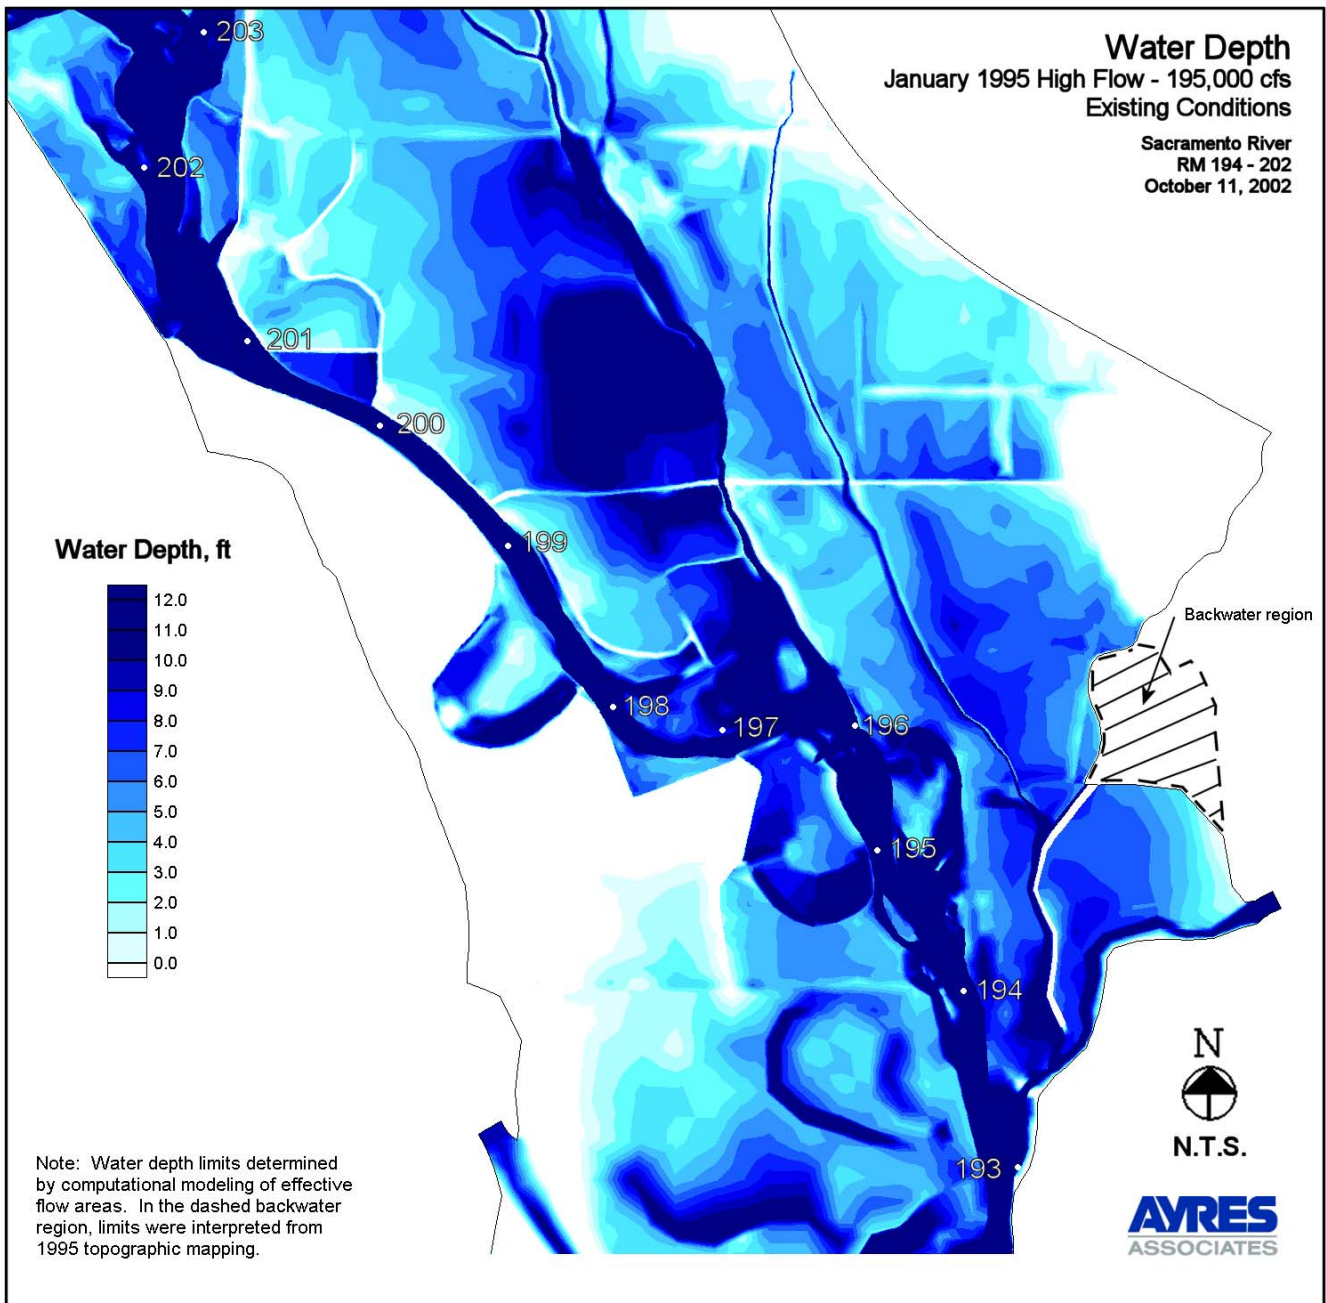 Water Depth
January 1995 High Flow - 195,000 cfs
Existing Conditions
Sacramento River
RM 194 - 202
October 11, 2002
203
202
201
200
199
198
197
196
195
194
193
Water Depth, ft
12.0
11.0
10.0
9.0
8.0
7.0
6.0
5.0
4.0
3.0
2.0
1.0
0.0
Backwater region
N
N.T.S.
Note: Water depth limits determined
by computational modeling of effective
flow areas. In the dashed backwater
region, limits were interpreted from
1995 topographic mapping.
AYRES
ASSOCIATES